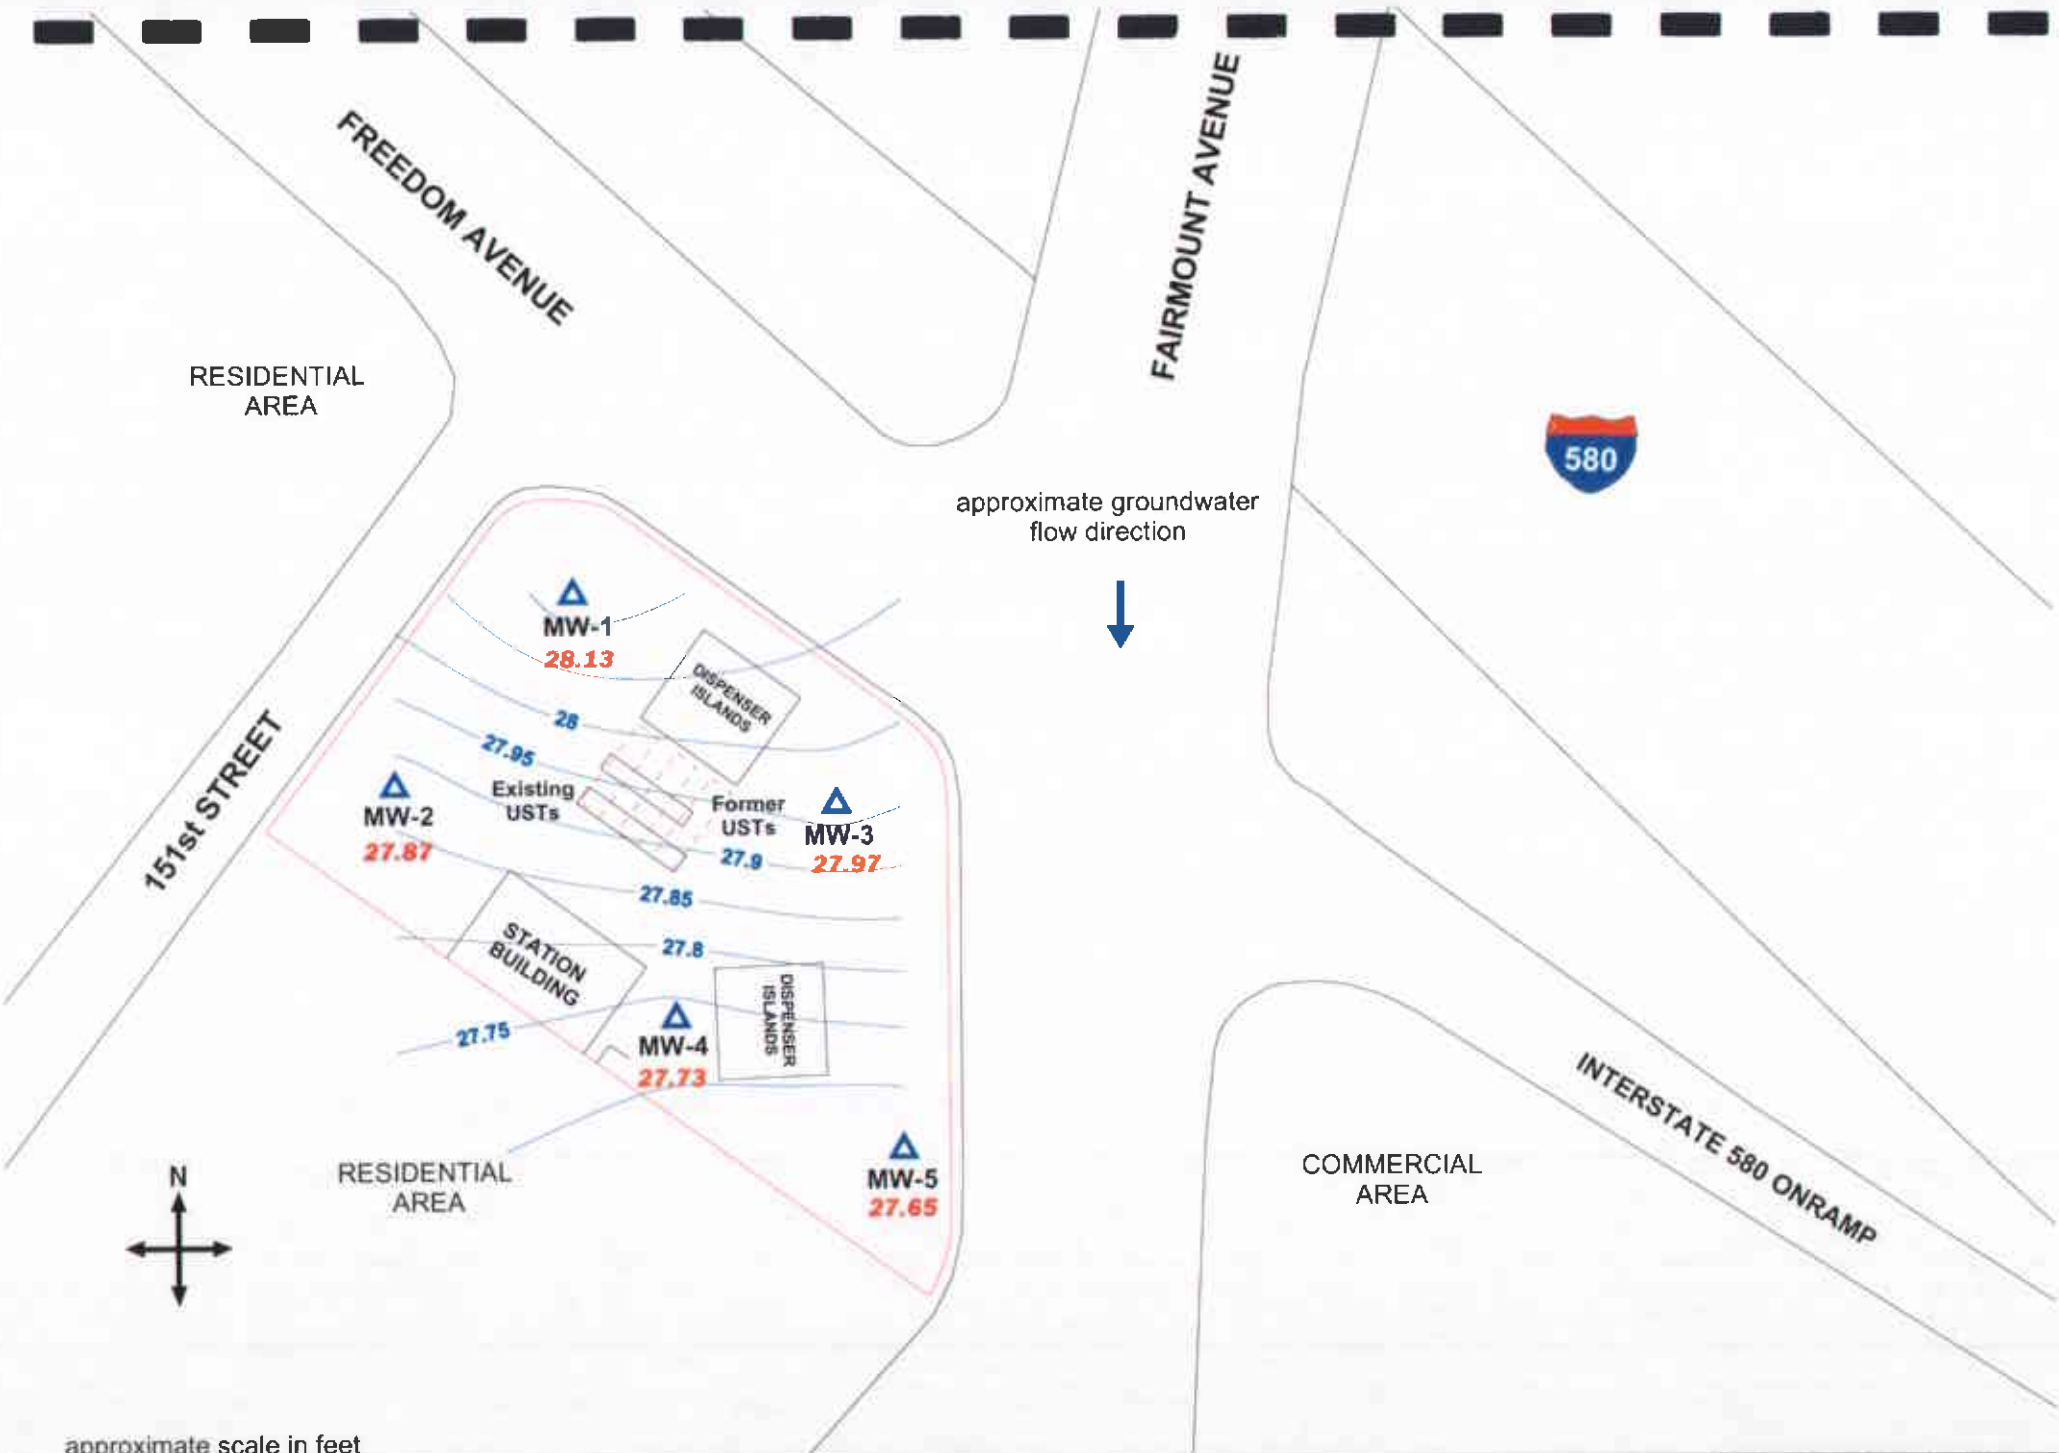 FREEDOM AVENUE
FAIRMOUNT AVENUE
RESIDENTIAL
AREA
580
approximate groundwater
flow direction
MW-1
28.13
DISPENSER
ISLANDS
28
27.95
151st STREET
MW-2
27.87
Existing
USTs
Former
USTs
MW-3
27.97
27.9
27.85
27.8
STATION
BUILDING
DISPENSER
ISLANDS
27.75
MW-4
27.73
INTERSTATE 580 ONRAMP
RESIDENTIAL
AREA
MW-5
27.65
COMMERCIAL
AREA
N
approximate scale in feet